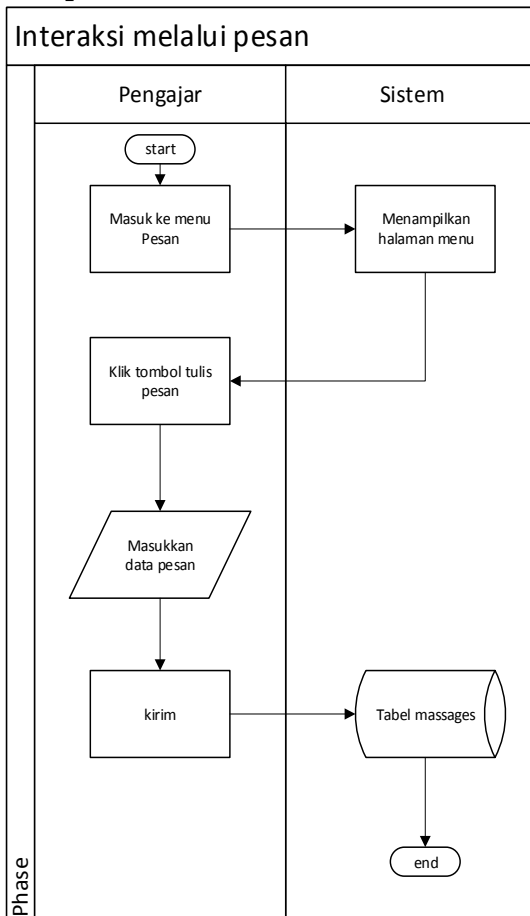 Interaksi melalui pesan
Pengajar
Sistem
start
Masuk ke menu
Pesan
Menampilkan
halaman menu
Klik tombol tulis
pesan
Masukkan
data pesan
kirim
Tabel massages
end
Phase